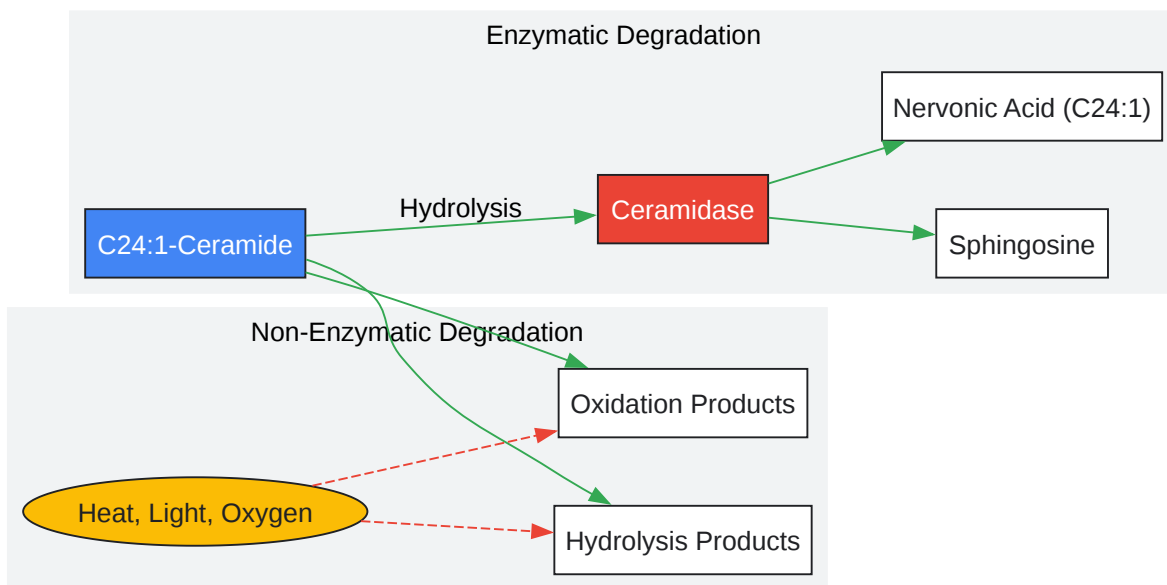 Enzymatic Degradation
Nervonic Acid (C24:1)
Hydrolysis
Ceramidase
C24:1-Ceramide
Sphingosine
Non-Enzymatic Degradation
Oxidation Products
Heat, Light, Oxygen
Hydrolysis Products